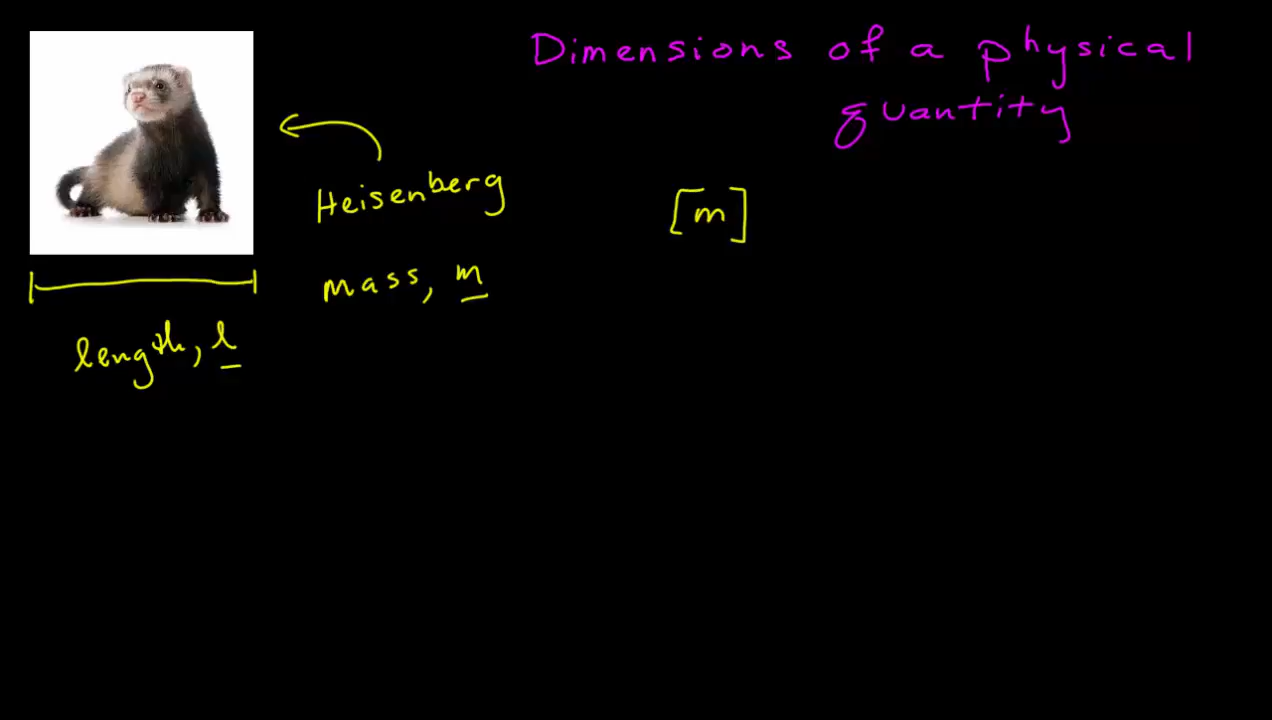 Dimensions of a physical
quantity
Heisenberg
[m]
mass, m
length, l